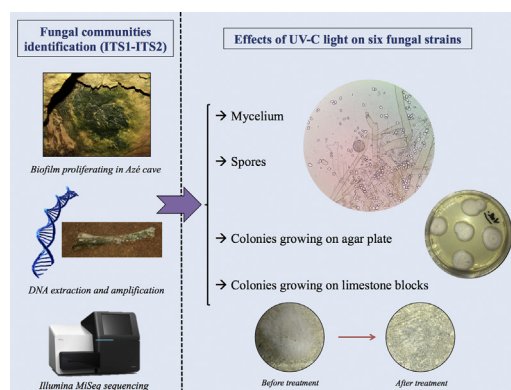 Fungal communities
identification (ITS1-ITS2)
Biofilm proliferating in Azé cave
DNA extraction and amplification
Illumina MiSeq sequencing
Effects of UV-C light on six fungal strains
→ Mycelium
→ Spores
→ Colonies growing on agar plate
→ Colonies growing on limestone blocks
Before treatment
After treatment